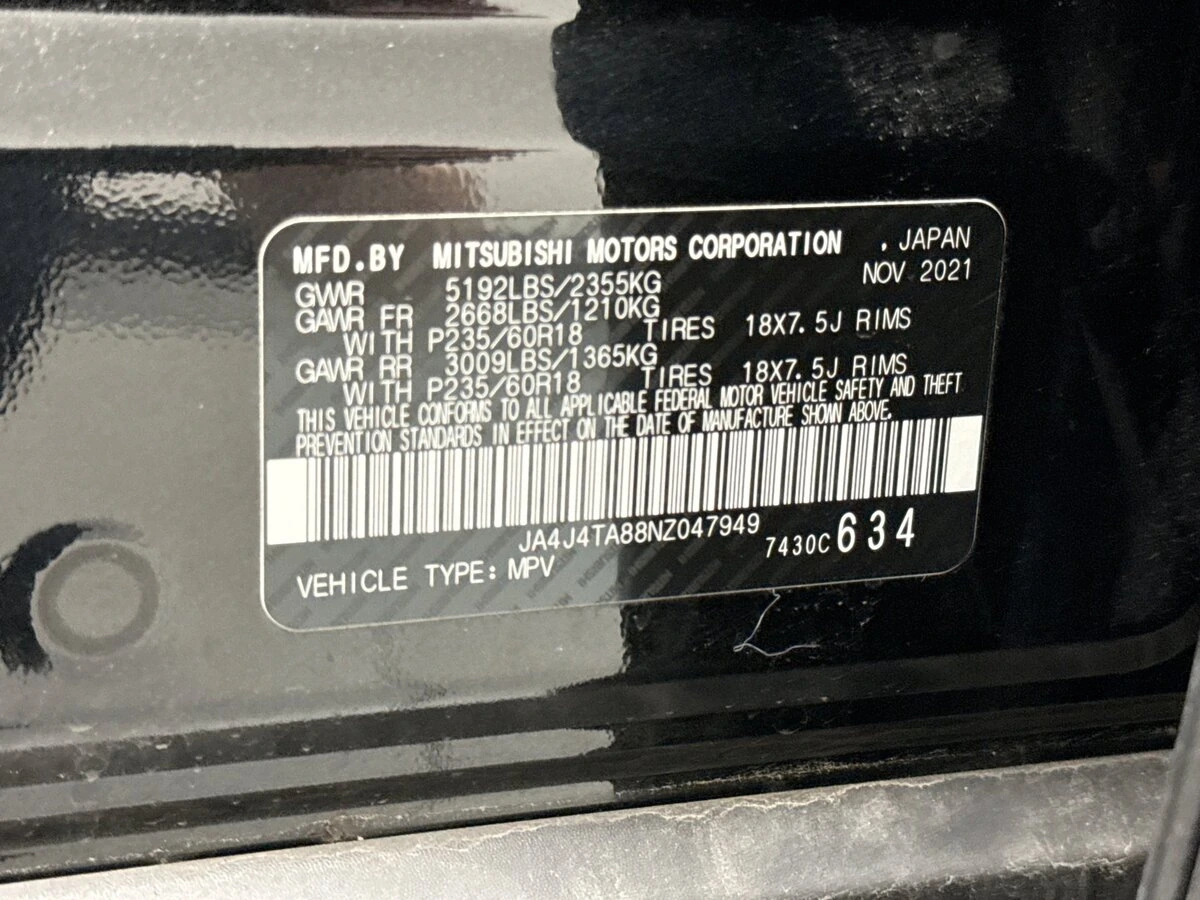 MFD.BY MITSUBISHI MOTORS CORPORATION . JAPAN
NOV 2021
GVWR 5192LBS/2355KG
GAWR FR 2668LBS/1210KG
WITH P235/60R18 TIRES 18X7.5J RIMS
GAWR RR 3009LBS/1365KG
WITH P235/60R18 TIRES 18X7.5J RIMS
THIS VEHICLE CONFORMS TO ALL APPLICABLE FEDERAL MOTOR VEHICLE SAFETY AND THEFT
PREVENTION STANDARDS IN EFFECT ON THE DATE OF MANUFACTURE SHOWN ABOVE.
JA4J4TA88NZ047949
7430C634
VEHICLE TYPE: MPV